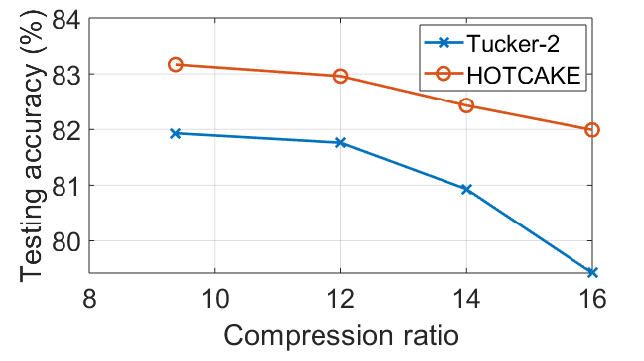 Testing accuracy (%)
84
83
82
81
80
Tucker-2
HOTCAKE
8 10 12 14 16
Compression ratio